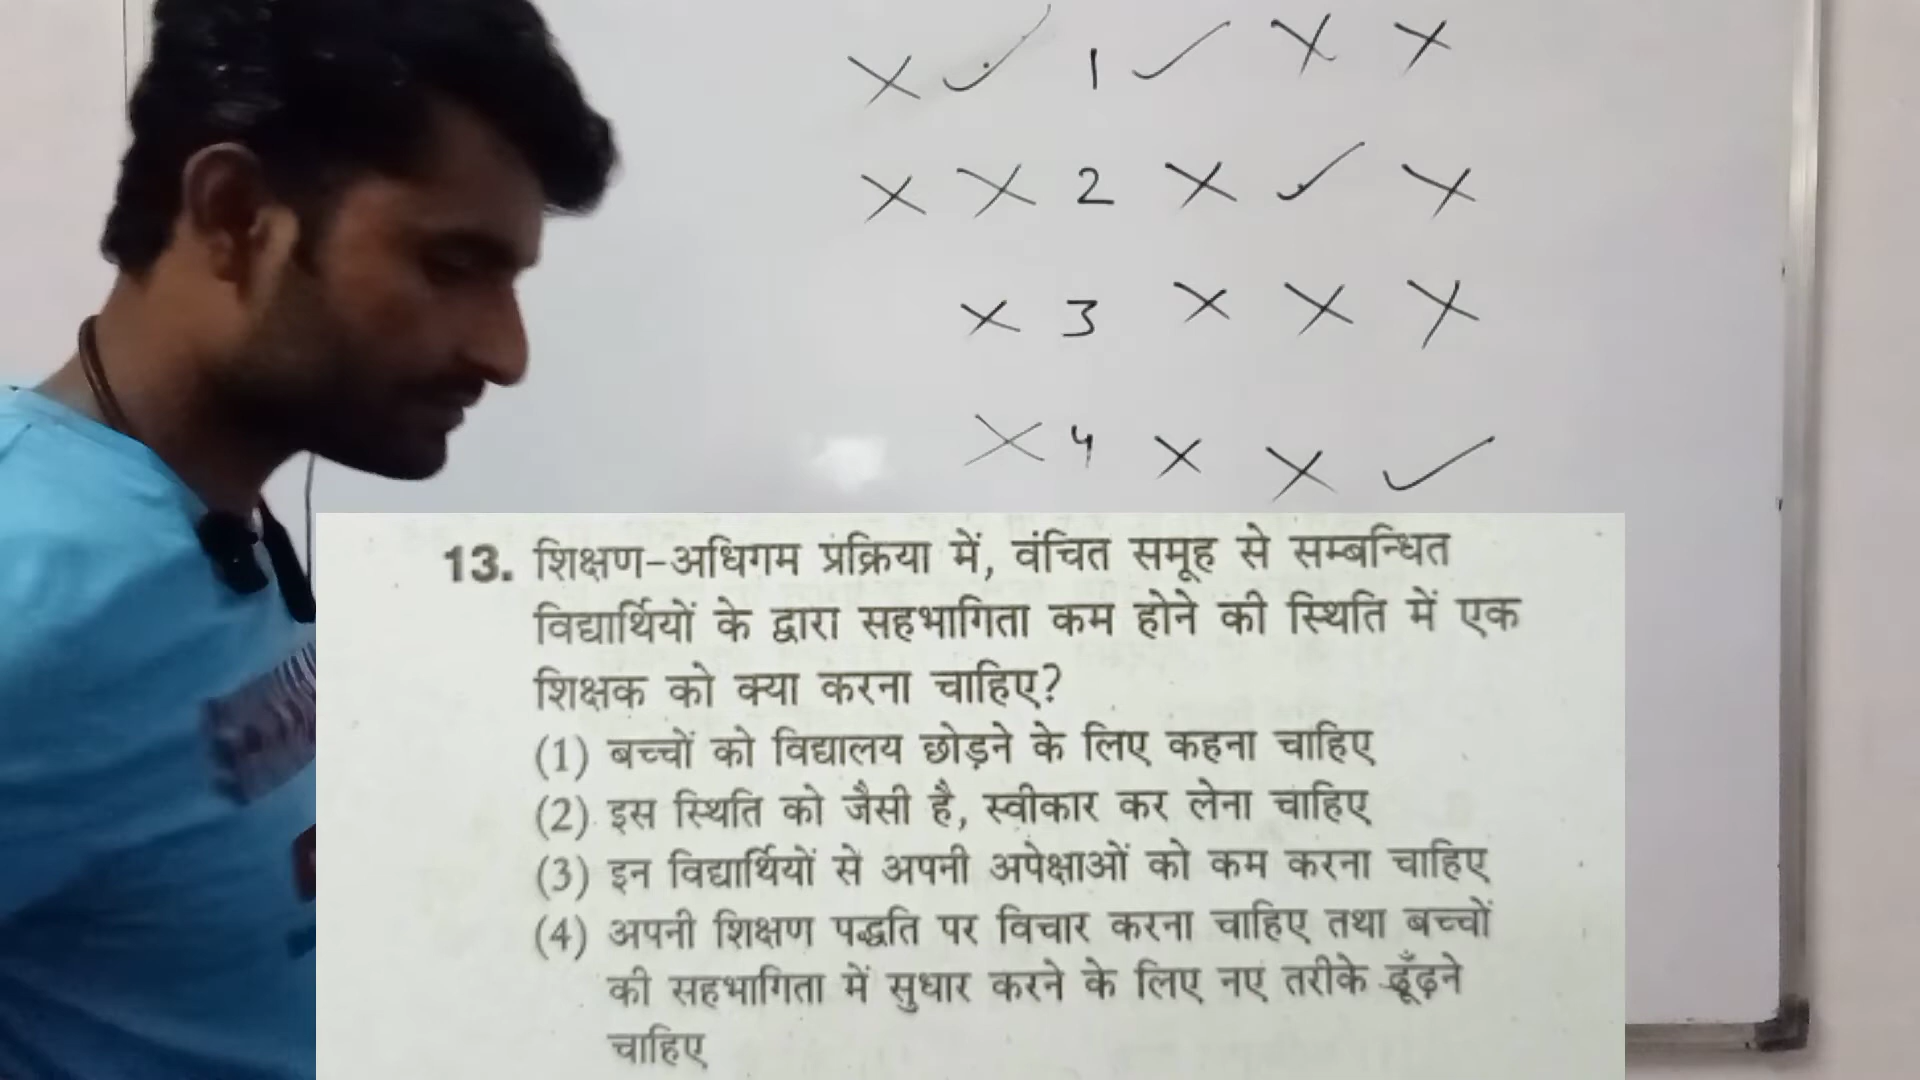 × ✓ 1 ✓ × ×
× × 2 × ✓ ×
× 3 × × ×
× 4 × × ✓
13. शिक्षण-अधिगम प्रंक्रिया में, वंचित समूह से सम्बन्धित
विद्यार्थियों के द्वारा सहभागिता कम होने की स्थिति में एक
शिक्षक को क्या करना चाहिए?
(1) बच्चों को विद्यालय छोड़ने के लिए कहना चाहिए
(2) इस स्थिति को जैसी है, स्वीकार कर लेना चाहिए
(3) इन विद्यार्थियों से अपनी अपेक्षाओं को कम करना चाहिए
(4) अपनी शिक्षण पद्धति पर विचार करना चाहिए तथा बच्चों
की सहभागिता में सुधार करने के लिए नए तरीके ढूँढ़ने
चाहिए